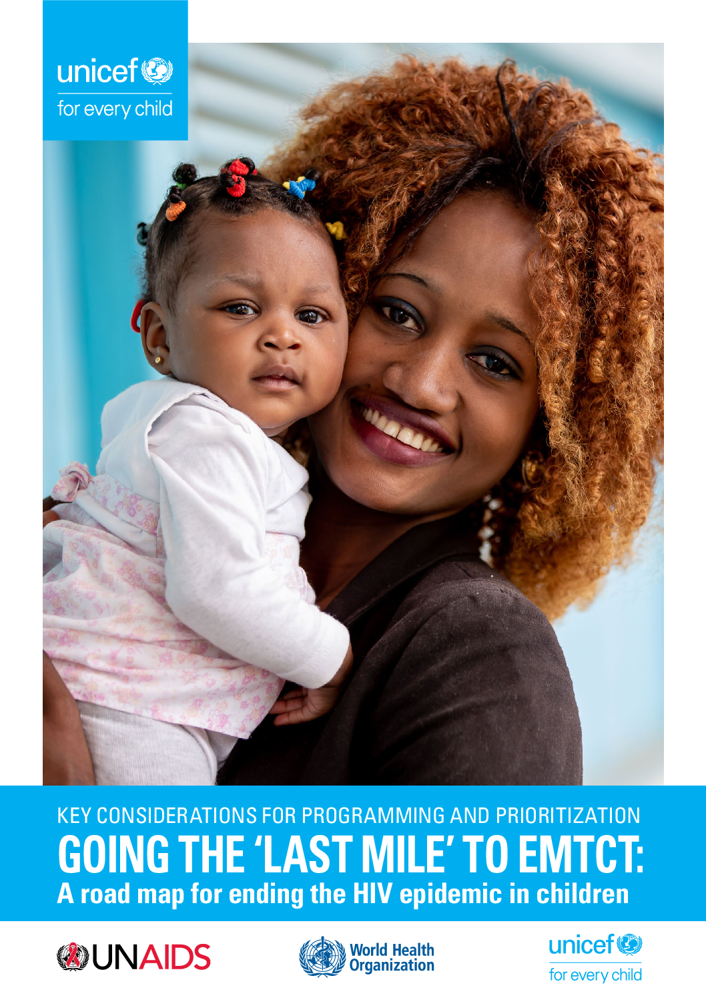 unicef
for every child
KEY CONSIDERATIONS FOR PROGRAMMING AND PRIORITIZATION
GOING THE ‘LAST MILE’ TO EMTCT:
A road map for ending the HIV epidemic in children
UNAIDS
World Health
Organization
unicef
for every child